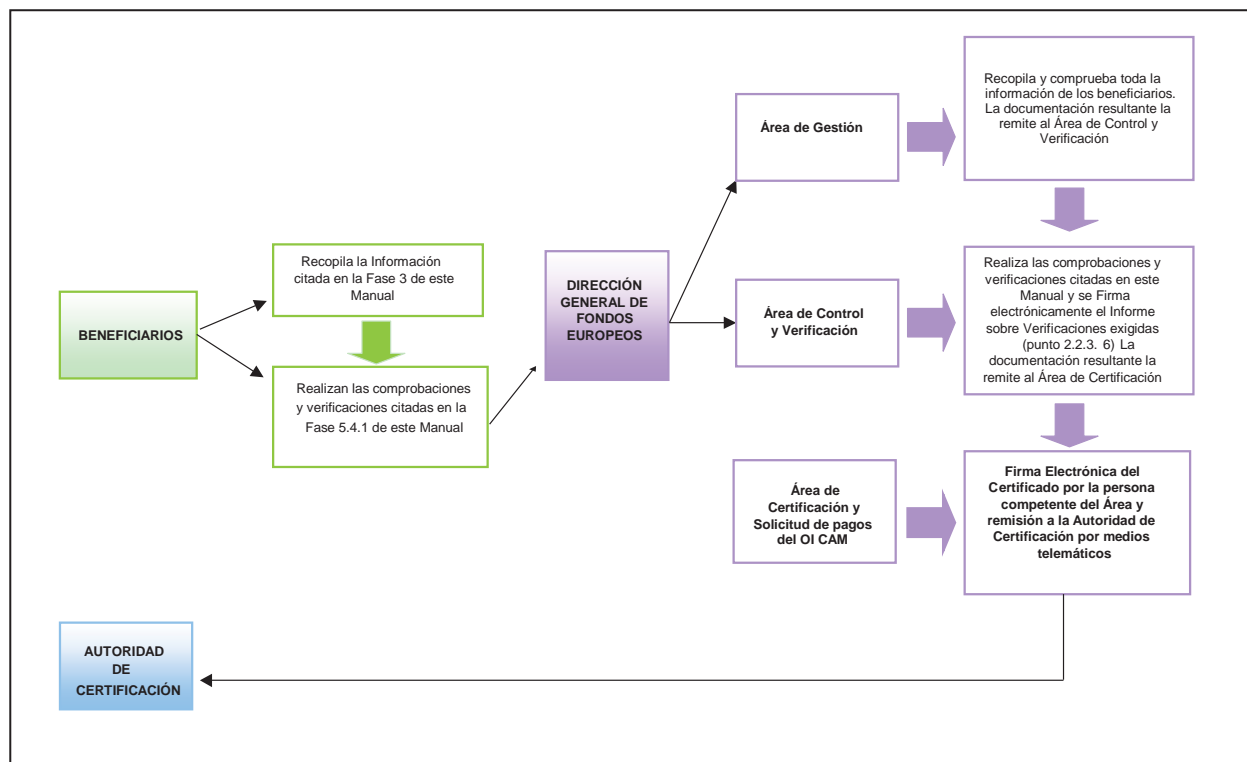 BENEFICIARIOS
Recopila la Información
citada en la Fase 3 de este
Manual
Realizan las comprobaciones
y verificaciones citadas en la
Fase 5.4.1 de este Manual
DIRECCIÓN
GENERAL DE
FONDOS
EUROPEOS
Área de Gestión
Recopila y comprueba toda la
información de los beneficiarios.
La documentación resultante la
remite al Área de Control y
Verificación
Área de Control
y Verificación
Realiza las comprobaciones y
verificaciones citadas en este
Manual y se Firma
electrónicamente el Informe
sobre Verificaciones exigidas
(punto 2.2.3. 6) La
documentación resultante la
remite al Área de Certificación
Área de
Certificación y
Solicitud de pagos
del OI CAM
Firma Electrónica del
Certificado por la persona
competente del Área y
remisión a la Autoridad de
Certificación por medios
telemáticos
AUTORIDAD
DE
CERTIFICACIÓN